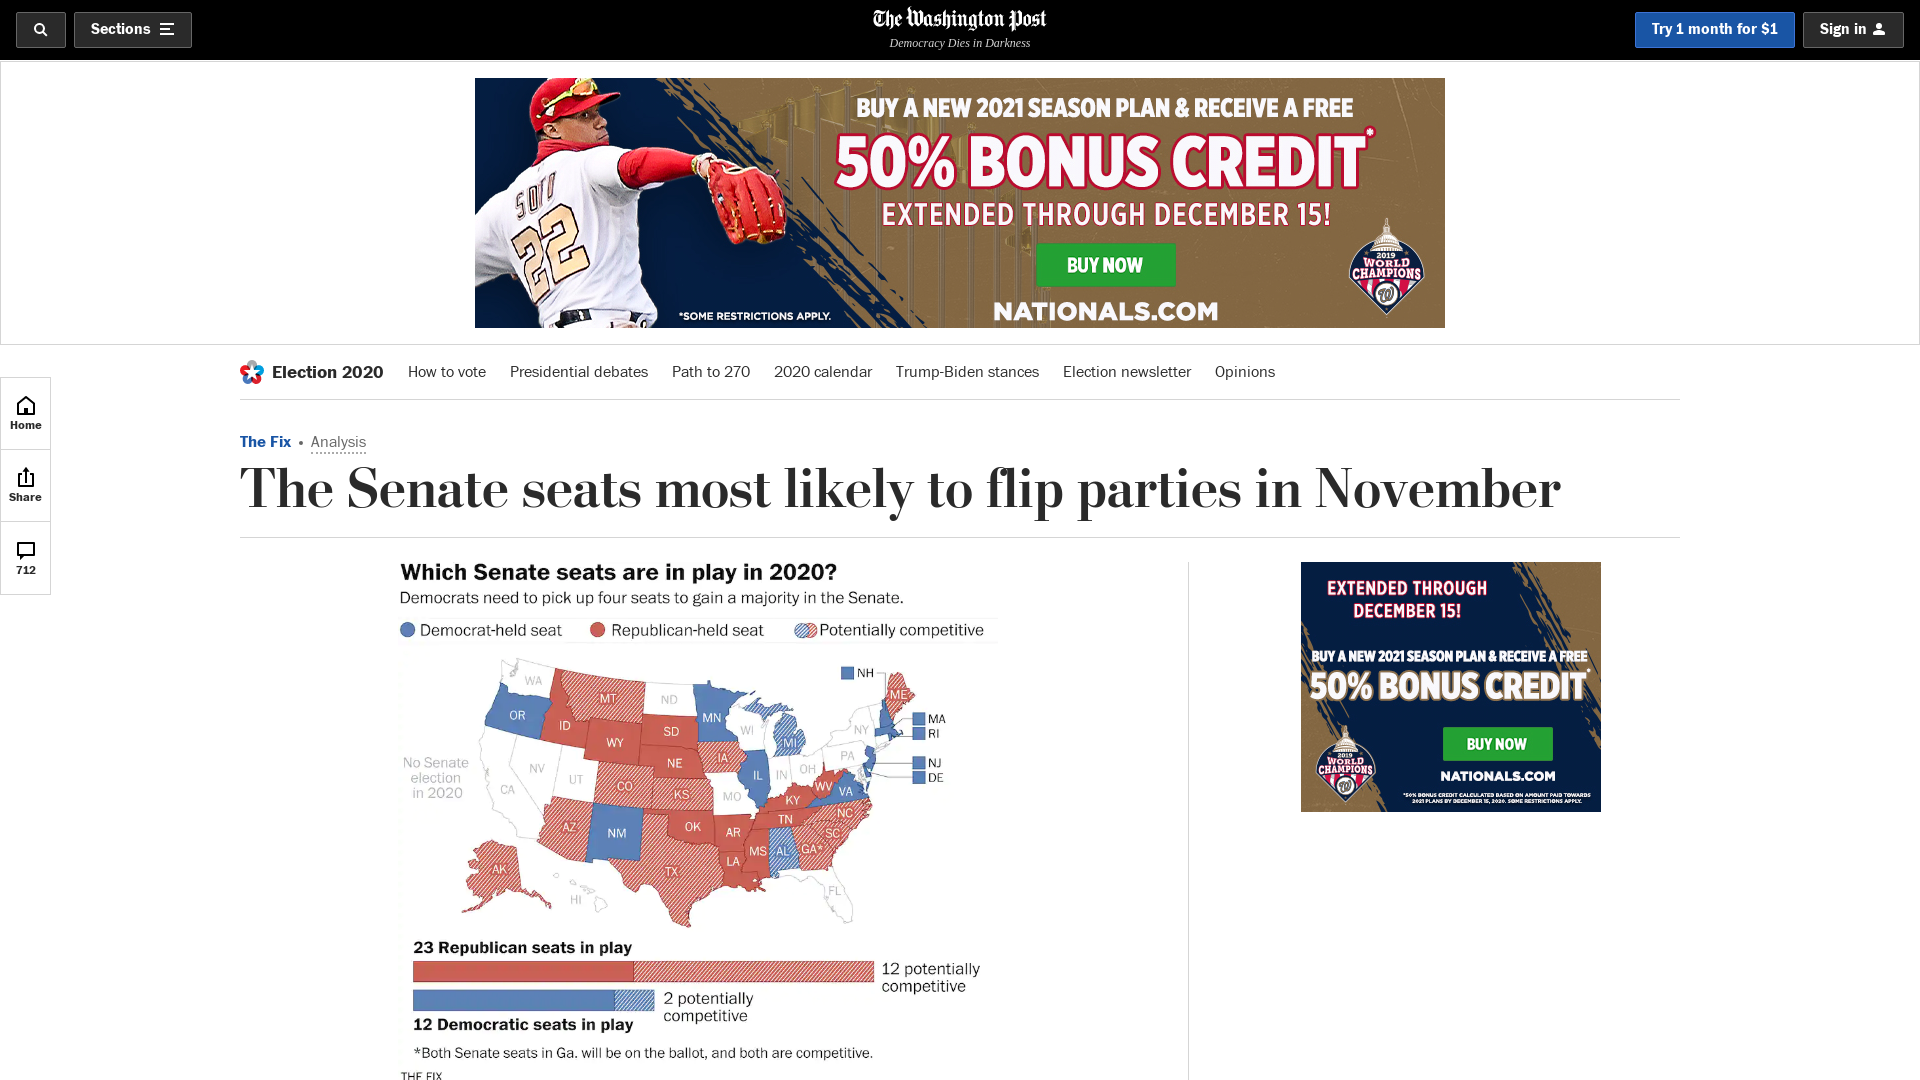 Sections
The Washington Post
Democracy Dies in Darkness
Try 1 month for $1
Sign in
BUY A NEW 2021 SEASON PLAN & RECEIVE A FREE
50% BONUS CREDIT*
EXTENDED THROUGH DECEMBER 15!
BUY NOW
NATIONALS.COM
*SOME RESTRICTIONS APPLY.
SOTO
22
2019
WORLD
CHAMPIONS
W
Election 2020
How to vote
Presidential debates
Path to 270
2020 calendar
Trump-Biden stances
Election newsletter
Opinions
Home
Share
712
The Fix • Analysis
The Senate seats most likely to flip parties in November
Which Senate seats are in play in 2020?
Democrats need to pick up four seats to gain a majority in the Senate.
Democrat-held seat
Republican-held seat
Potentially competitive
WA
MT
ND
MN
NH
ME
OR
ID
WY
SD
WI
MI
NY
MA
RI
No Senate
election
in 2020
NV
UT
CA
CO
NE
IA
KS
IL
IN
OH
PA
NJ
DE
MO
KY
WV
VA
AZ
NM
OK
AR
TN
NC
SC
TX
LA
MS
AL
GA*
AK
HI
FL
23 Republican seats in play
12 potentially
competitive
2 potentially
competitive
12 Democratic seats in play
*Both Senate seats in Ga. will be on the ballot, and both are competitive.
THE FIX
EXTENDED THROUGH
DECEMBER 15!
BUY A NEW 2021 SEASON PLAN & RECEIVE A FREE
50% BONUS CREDIT*
BUY NOW
NATIONALS.COM
2019
WORLD
CHAMPIONS
W
*50% BONUS CREDIT CALCULATED BASED ON AMOUNT PAID TOWARDS
2021 PLANS BY DECEMBER 15, 2020. SOME RESTRICTIONS APPLY.